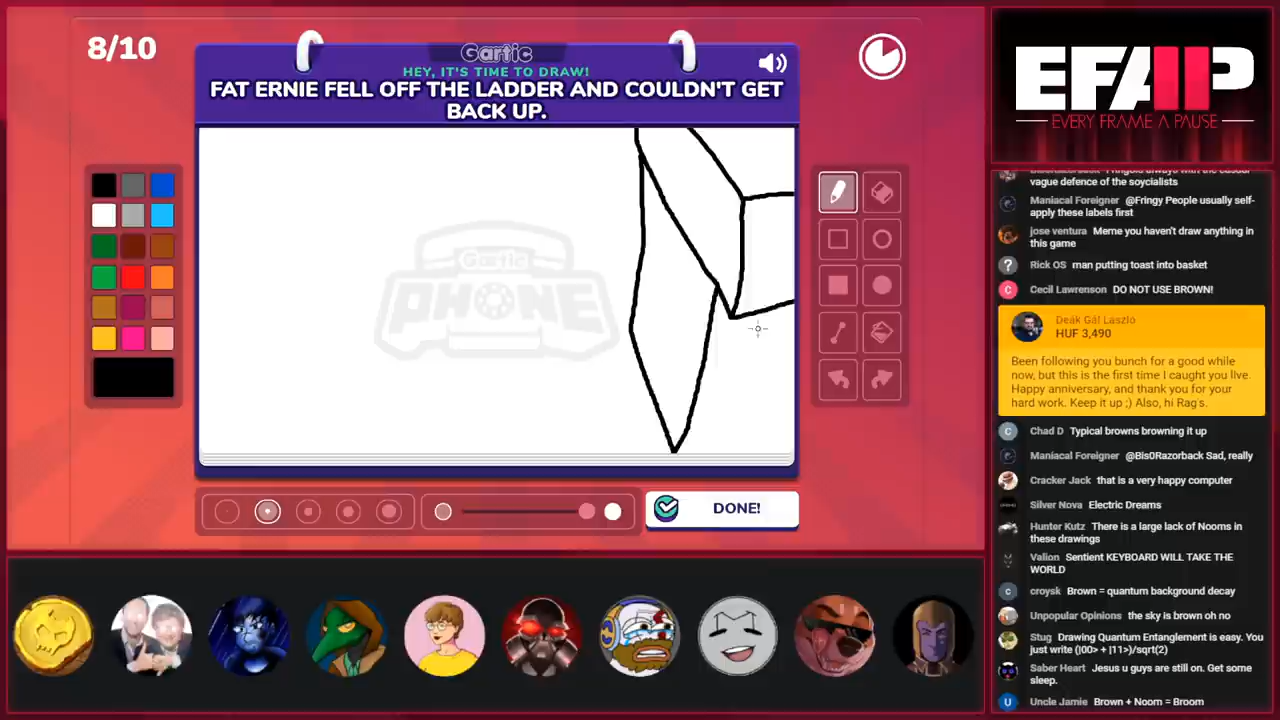 8/10
Gartic
HEY, IT'S TIME TO DRAW!
FAT ERNIE FELL OFF THE LADDER AND COULDN'T GET
BACK UP.
Gartic
PHONE
DONE!
EFAP
EVERY FRAME A PAUSE
vague defence of the soycialists
Maniacal Foreigner @Fringy People usually self-
apply these labels first
jose ventura Meme you haven't draw anything in
this game
Rick OS man putting toast into basket
Cecil Lawrenson DO NOT USE BROWN!
Deák Gál László
HUF 3,490
Been following you bunch for a good while
now, but this is the first time I caught you live.
Happy anniversary, and thank you for your
hard work. Keep it up ;) Also, hi Rag's.
Chad D Typical browns browning it up
Maniacal Foreigner @Bis0Razorback Sad, really
Cracker Jack that is a very happy computer
Silver Nova Electric Dreams
Hunter Kutz There is a large lack of Nooms in
these drawings
Valion Sentient KEYBOARD WILL TAKE THE
WORLD
croysk Brown = quantum background decay
Unpopular Opinions the sky is brown oh no
Stug Drawing Quantum Entanglement is easy. You
just write (|00> + |11>)/sqrt(2)
Saber Heart Jesus u guys are still on. Get some
sleep.
Uncle Jamie Brown + Noom = Broom